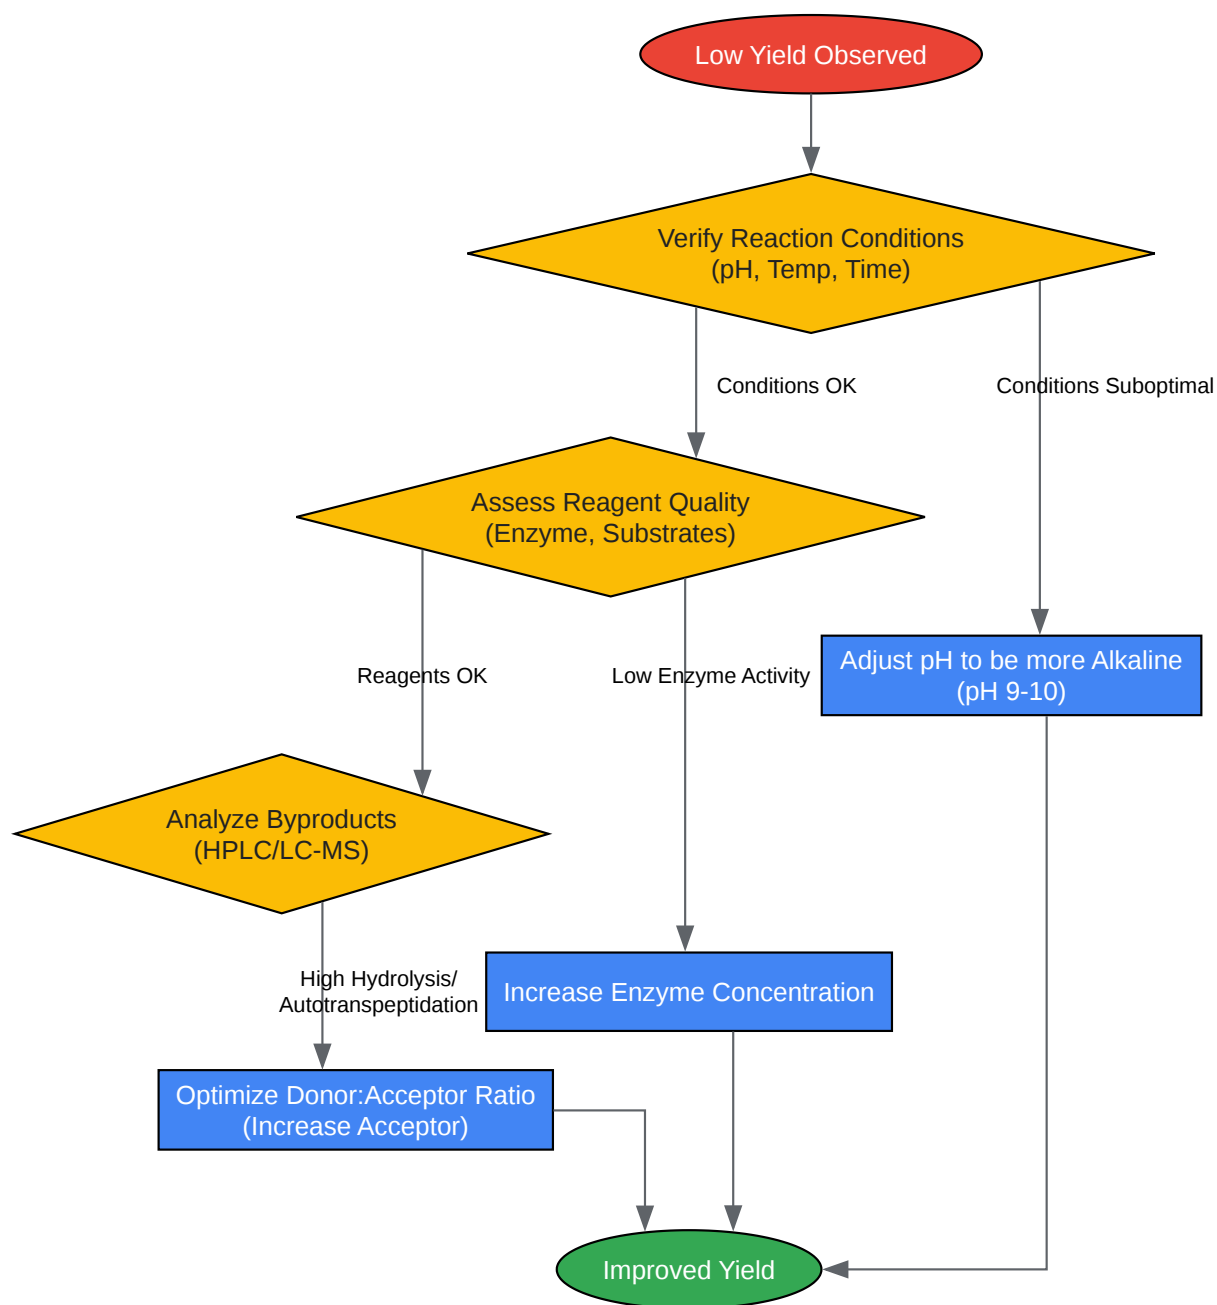 Low Yield Observed
Verify Reaction Conditions
(pH, Temp, Time)
Conditions OK
Conditions Suboptimal
Assess Reagent Quality
(Enzyme, Substrates)
Reagents OK
Low Enzyme Activity
Adjust pH to be more Alkaline
(pH 9-10)
Analyze Byproducts
(HPLC/LC-MS)
High Hydrolysis/
Autotranspeptidation
Increase Enzyme Concentration
Optimize Donor:Acceptor Ratio
(Increase Acceptor)
Improved Yield